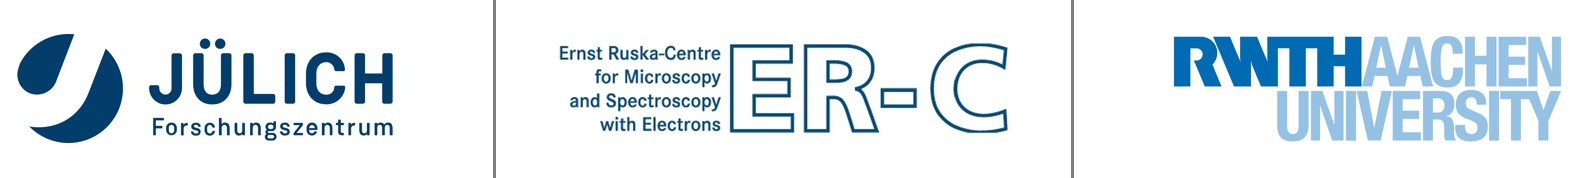 JÜLICH
Forschungszentrum
Ernst Ruska-Centre
for Microscopy
and Spectroscopy
with Electrons
ER-C
RWTHAACHEN
UNIVERSITY